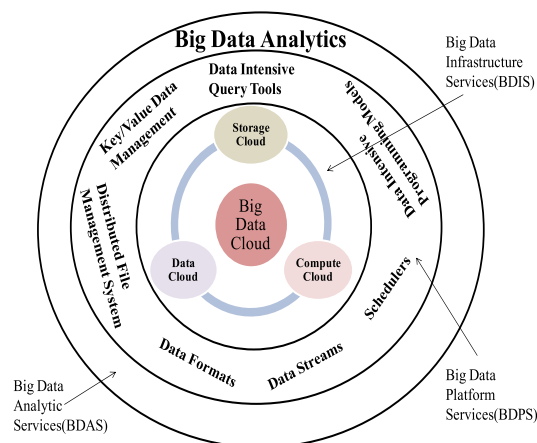 Big Data Analytics
Big Data
Infrastructure
Services(BDIS)
Data Intensive
Query Tools
Key/Value Data
Management
Data Intensive
Programming Models
Storage
Cloud
Big
Data
Cloud
Distributed File
Management System
Data
Cloud
Compute
Cloud
Schedulers
Data Formats
Data Streams
Big Data
Analytic
Services(BDAS)
Big Data
Platform
Services(BDPS)